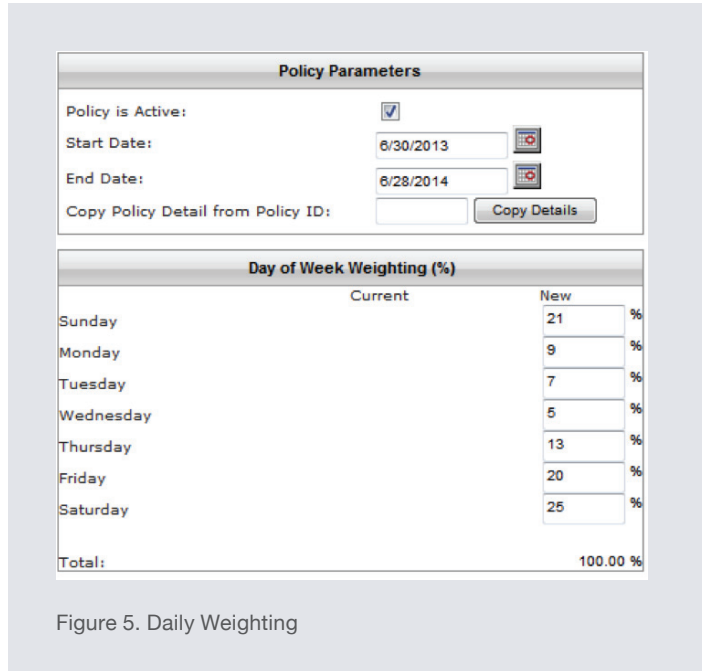 Policy Parameters
Policy is Active:
Start Date: 6/30/2013
End Date: 6/28/2014
Copy Policy Detail from Policy ID: Copy Details
Day of Week Weighting (%)
Current New
Sunday 21 %
Monday 9 %
Tuesday 7 %
Wednesday 5 %
Thursday 13 %
Friday 20 %
Saturday 25 %
Total: 100.00 %
Figure 5. Daily Weighting